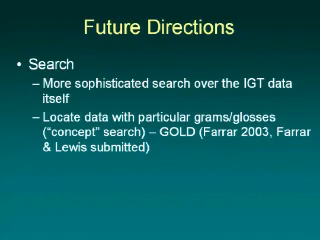 Future Directions
• Search
– More sophisticated search over the IGT data
itself
– Locate data with particular grams/glosses
("concept" search) – GOLD (Farrar 2003, Farrar
& Lewis submitted)